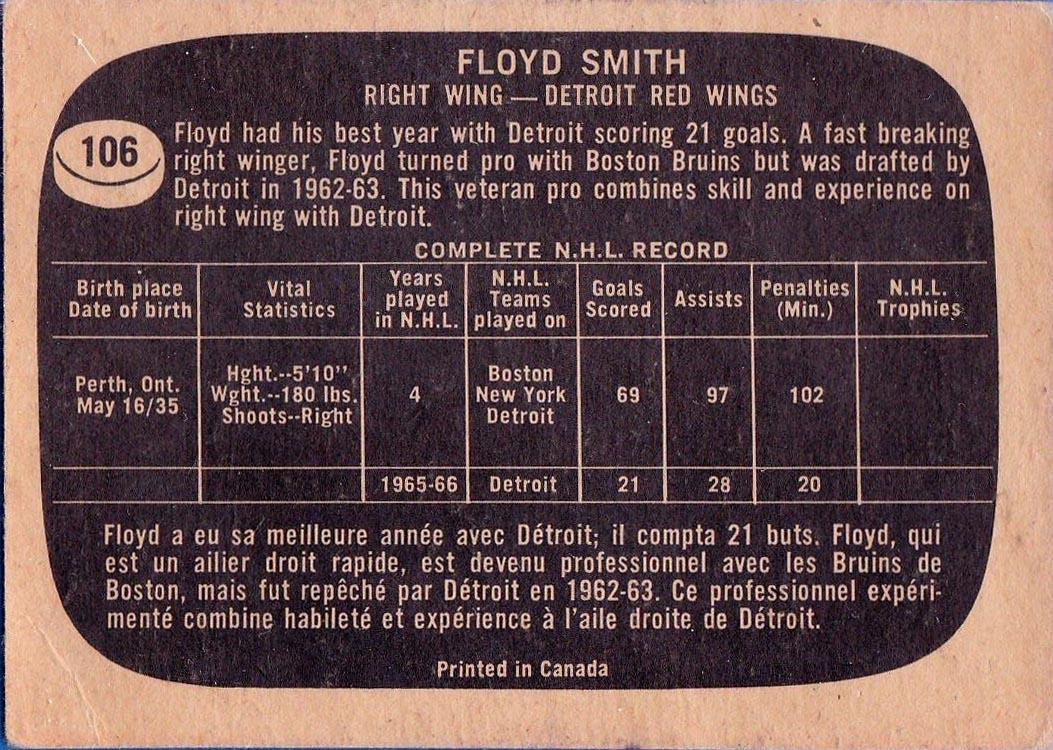 FLOYD SMITH
RIGHT WING — DETROIT RED WINGS
106
Floyd had his best year with Detroit scoring 21 goals. A fast breaking
right winger, Floyd turned pro with Boston Bruins but was drafted by
Detroit in 1962-63. This veteran pro combines skill and experience on
right wing with Detroit.
COMPLETE N.H.L. RECORD
Birth place
Date of birth
Vital
Statistics
Years
played
in N.H.L.
N.H.L.
Teams
played on
Goals
Scored
Assists
Penalties
(Min.)
N.H.L.
Trophies
Perth, Ont.
May 16/35
Hght.--5'10"
Wght.--180 lbs.
Shoots--Right
4
Boston
New York
Detroit
69
97
102
1965-66
Detroit
21
28
20
Floyd a eu sa meilleure année avec Détroit; il compta 21 buts. Floyd, qui
est un ailier droit rapide, est devenu professionnel avec les Bruins de
Boston, mais fut repêché par Détroit en 1962-63. Ce professionnel expéri-
menté combine habileté et expérience à l'aile droite de Détroit.
Printed in Canada